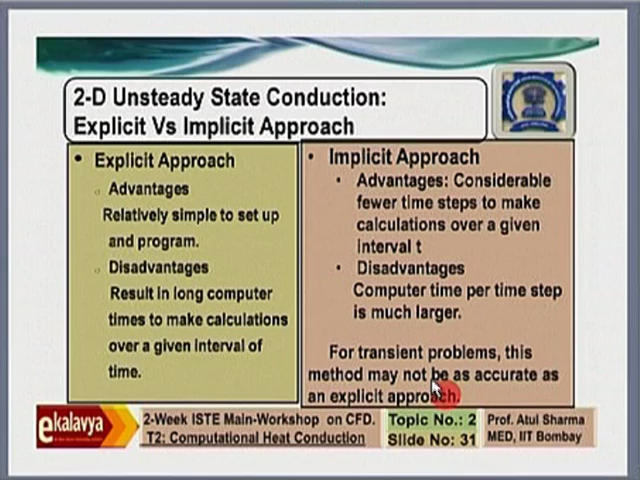 2-D Unsteady State Conduction:
Explicit Vs Implicit Approach
• Explicit Approach
o Advantages
Relatively simple to set up
and program.
o Disadvantages
Result in long computer
times to make calculations
over a given interval of
time.
• Implicit Approach
• Advantages: Considerable
fewer time steps to make
calculations over a given
interval t
• Disadvantages
Computer time per time step
is much larger.
For transient problems, this
method may not be as accurate as
an explicit approach.
ekalavya
2-Week ISTE Main-Workshop on CFD.
T2: Computational Heat Conduction
Topic No.: 2
Slide No: 31
Prof. Atul Sharma
MED, IIT Bombay